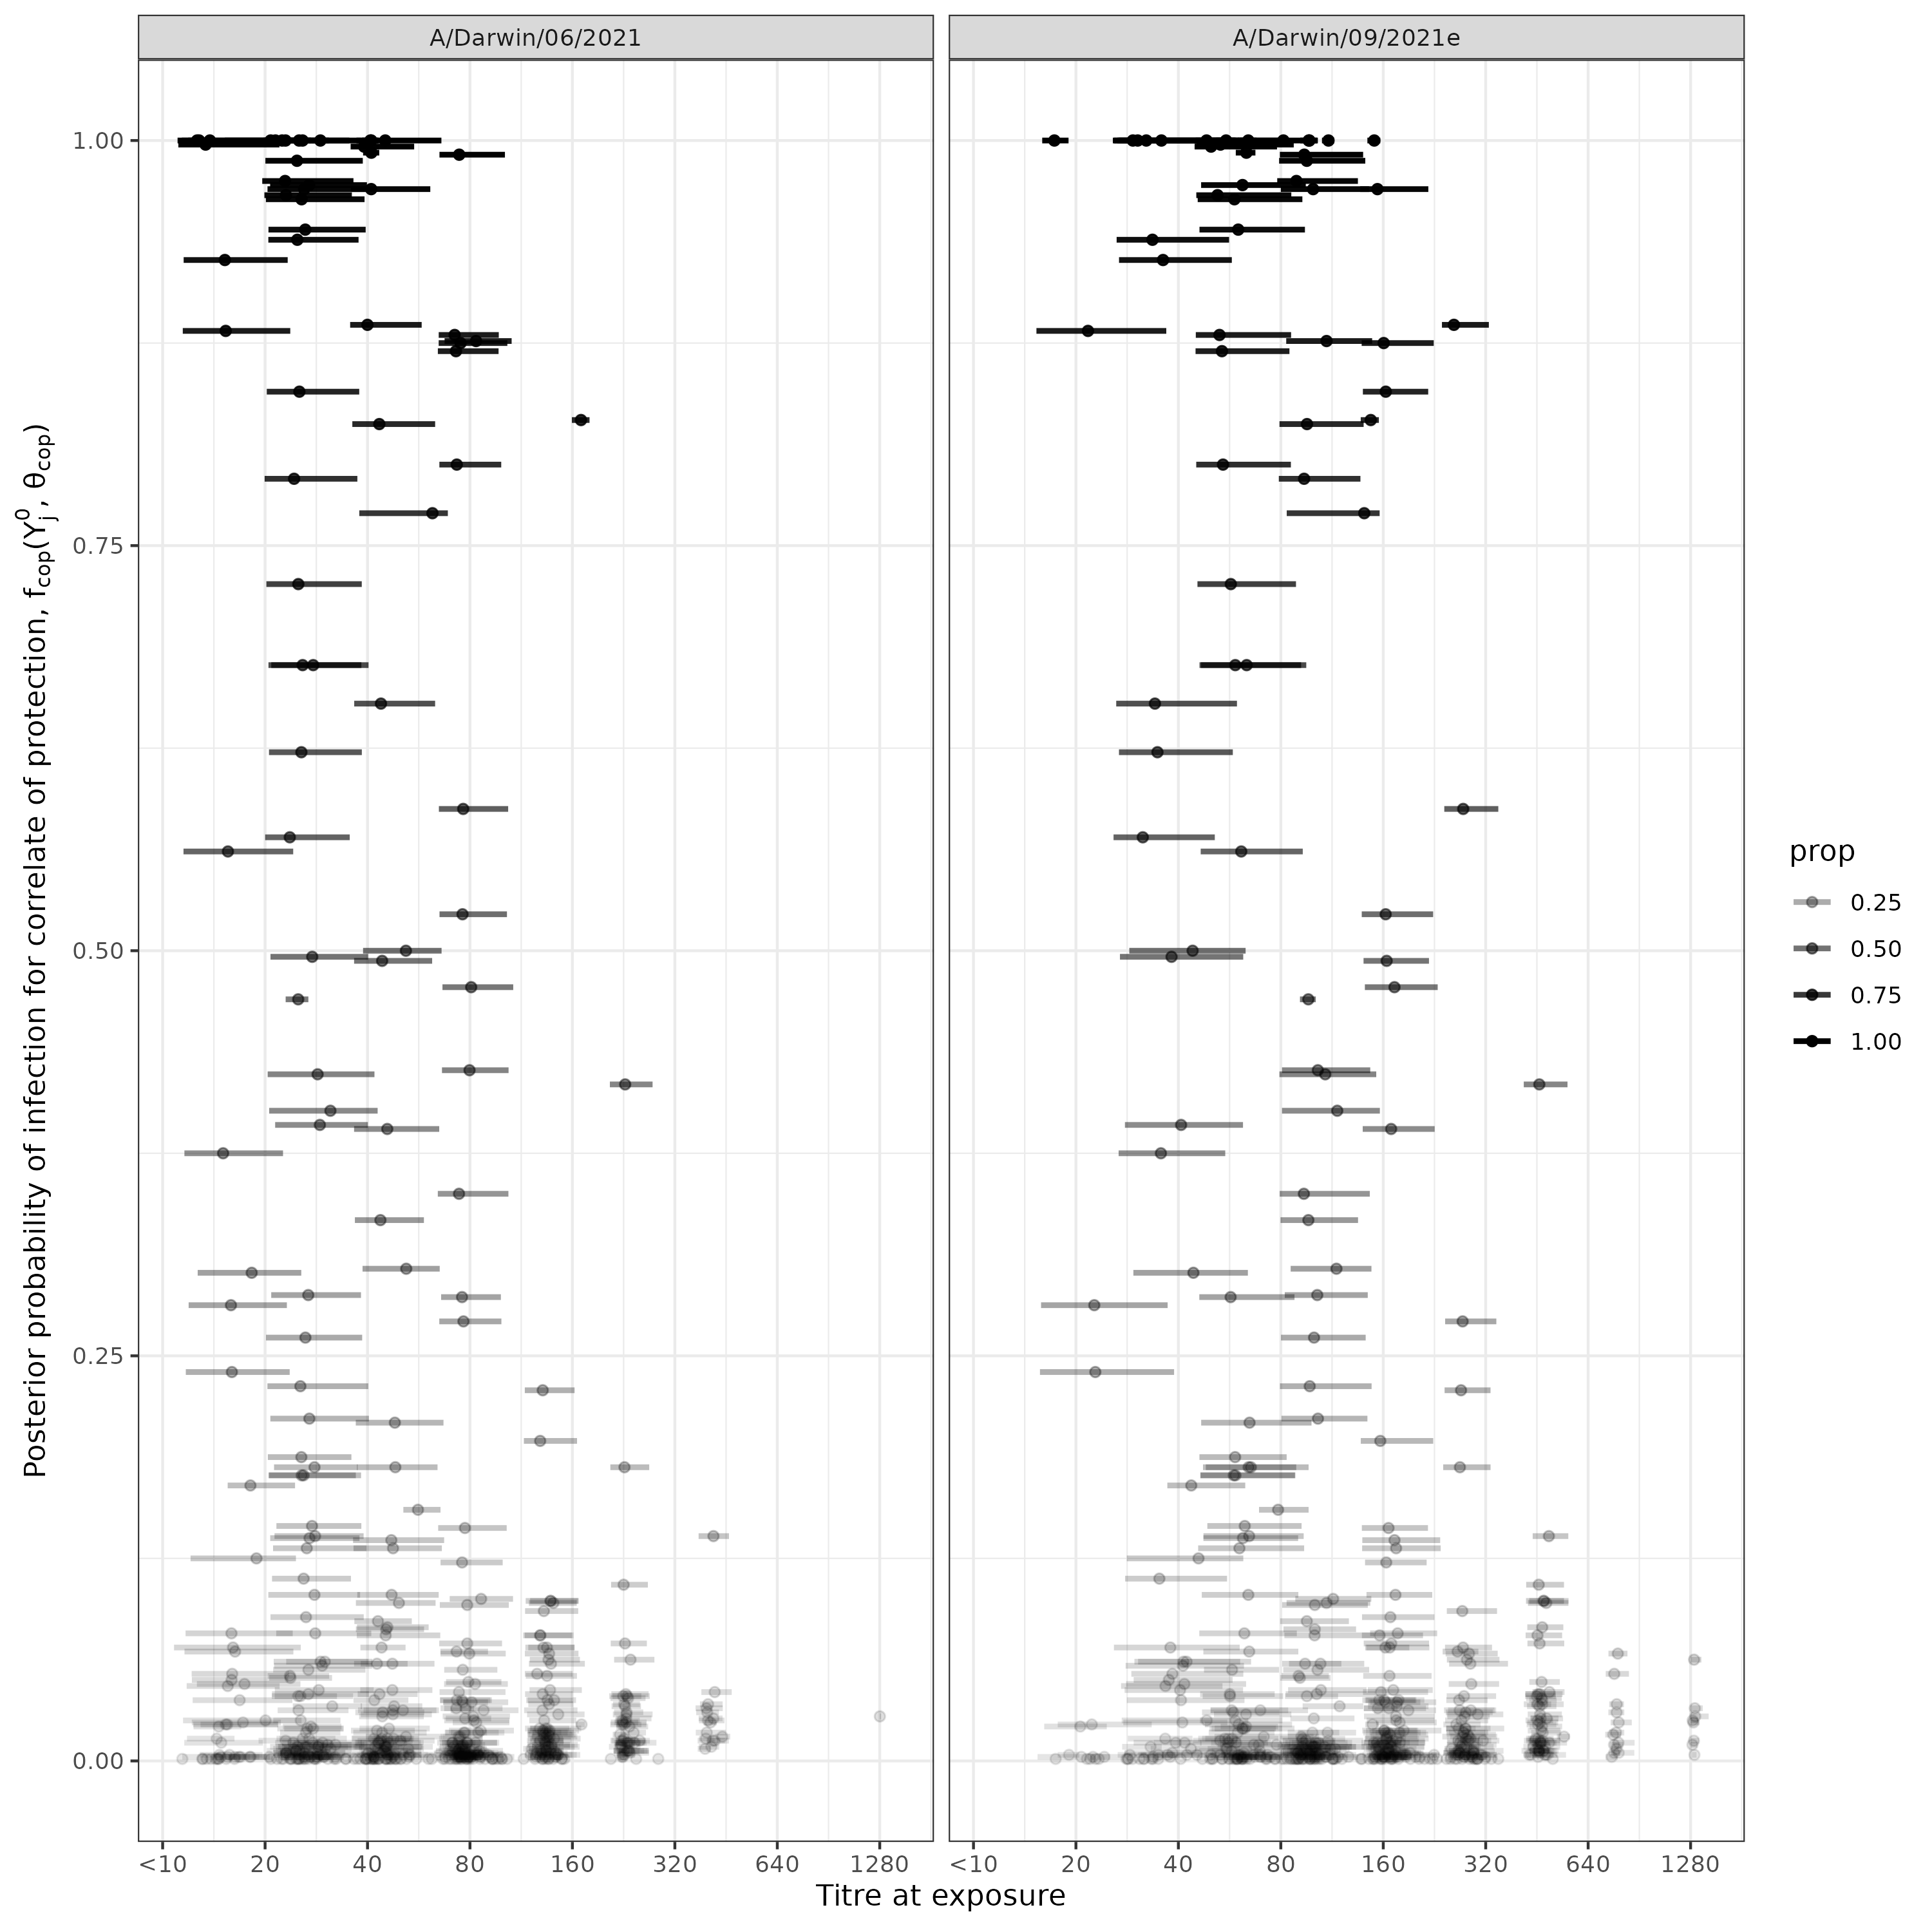 A/Darwin/06/2021
A/Darwin/09/2021e
Posterior probability of infection for correlate of protection, f_cop(Y_j^0, θ_cop)
1.00
0.75
0.50
0.25
0.00
<10 20 40 80 160 320 640 1280
<10 20 40 80 160 320 640 1280
Titre at exposure
prop
0.25
0.50
0.75
1.00